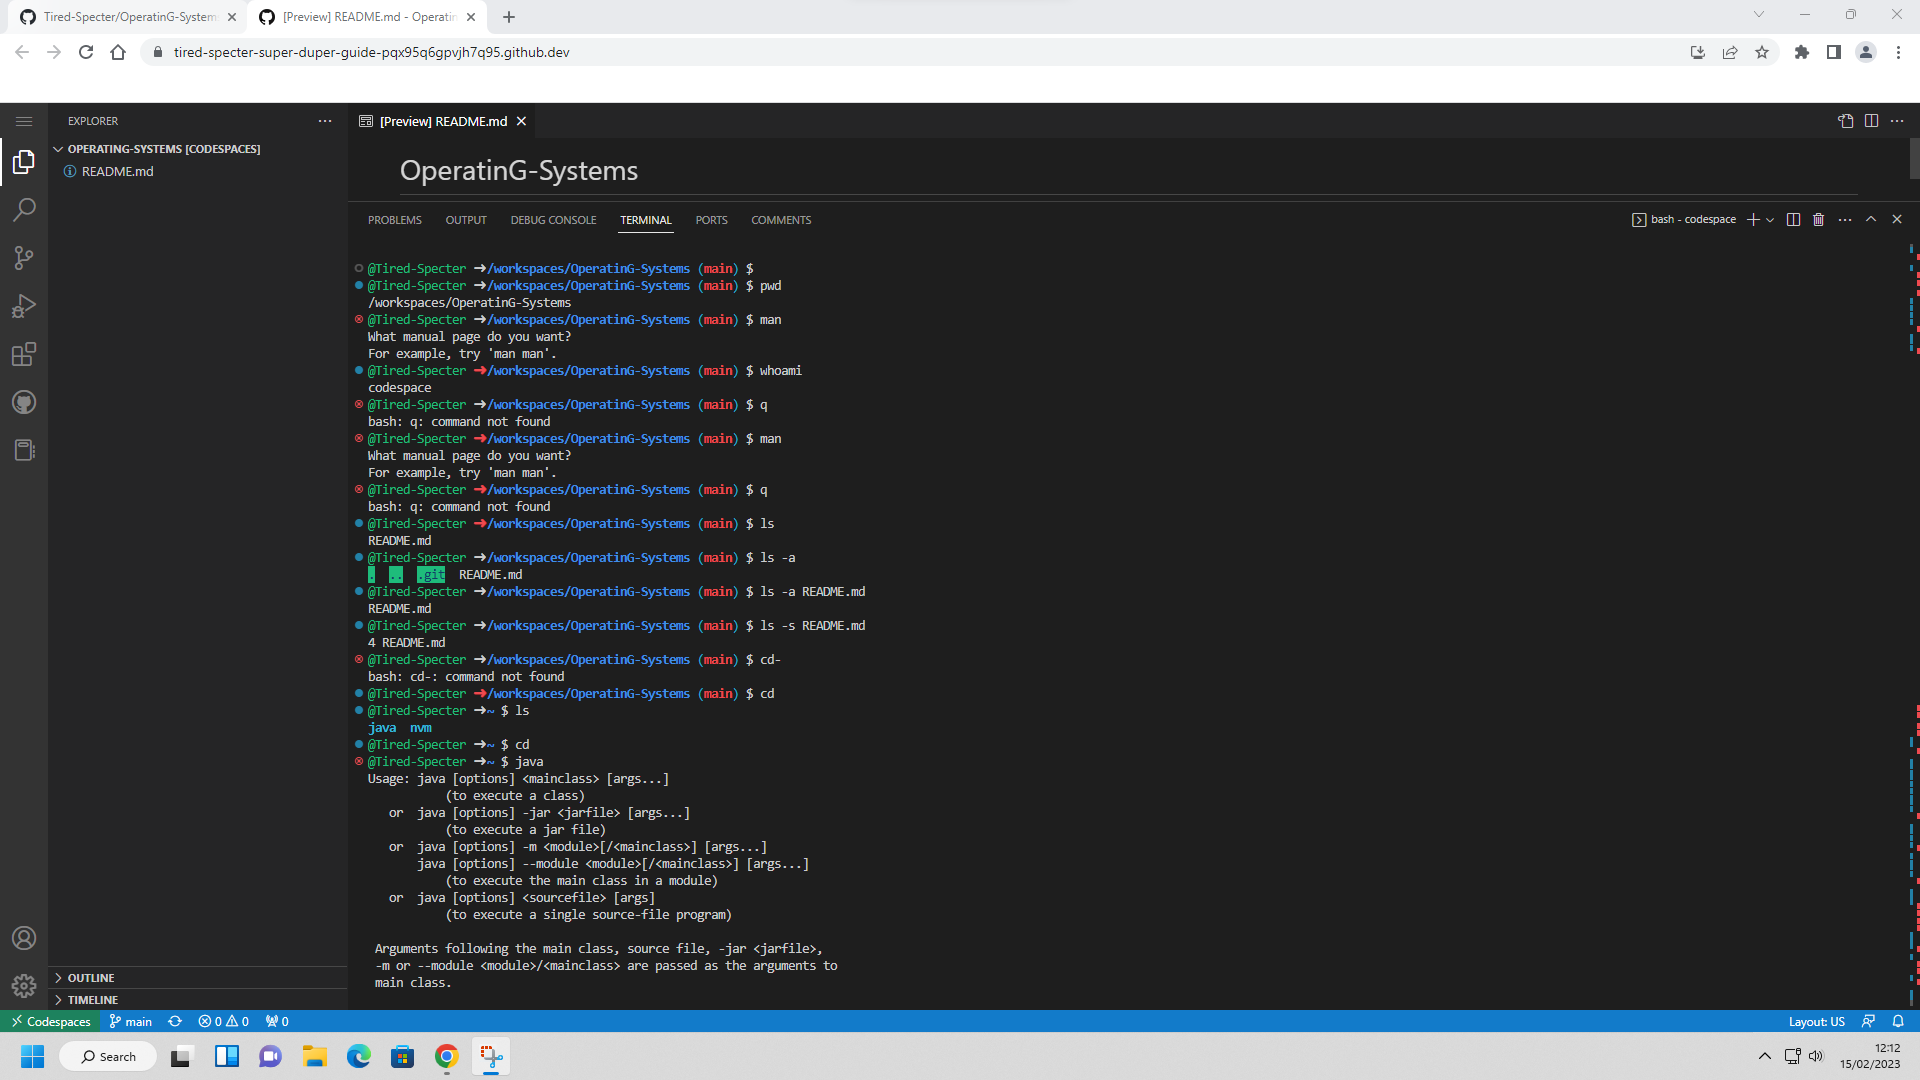 Tired-Specter/OperatinG-System
[Preview] README.md - Operatin
tired-specter-super-duper-guide-pqx95q6gpvjh7q95.github.dev
EXPLORER
[Preview] README.md
OPERATING-SYSTEMS [CODESPACES]
README.md
OperatinG-Systems
PROBLEMS OUTPUT DEBUG CONSOLE TERMINAL PORTS COMMENTS
bash - codespace
@Tired-Specter ➜/workspaces/OperatinG-Systems (main) $
@Tired-Specter ➜/workspaces/OperatinG-Systems (main) $ pwd
/workspaces/OperatinG-Systems
@Tired-Specter ➜/workspaces/OperatinG-Systems (main) $ man
What manual page do you want?
For example, try 'man man'.
@Tired-Specter ➜/workspaces/OperatinG-Systems (main) $ whoami
codespace
@Tired-Specter ➜/workspaces/OperatinG-Systems (main) $ q
bash: q: command not found
@Tired-Specter ➜/workspaces/OperatinG-Systems (main) $ man
What manual page do you want?
For example, try 'man man'.
@Tired-Specter ➜/workspaces/OperatinG-Systems (main) $ q
bash: q: command not found
@Tired-Specter ➜/workspaces/OperatinG-Systems (main) $ ls
README.md
@Tired-Specter ➜/workspaces/OperatinG-Systems (main) $ ls -a
. .. .git README.md
@Tired-Specter ➜/workspaces/OperatinG-Systems (main) $ ls -a README.md
README.md
@Tired-Specter ➜/workspaces/OperatinG-Systems (main) $ ls -s README.md
4 README.md
@Tired-Specter ➜/workspaces/OperatinG-Systems (main) $ cd-
bash: cd-: command not found
@Tired-Specter ➜/workspaces/OperatinG-Systems (main) $ cd
@Tired-Specter ➜~ $ ls
java nvm
@Tired-Specter ➜~ $ cd
@Tired-Specter ➜~ $ java
Usage: java [options] <mainclass> [args...]
(to execute a class)
or java [options] -jar <jarfile> [args...]
(to execute a jar file)
or java [options] -m <module>[/<mainclass>] [args...]
java [options] --module <module>[/<mainclass>] [args...]
(to execute the main class in a module)
or java [options] <sourcefile> [args]
(to execute a single source-file program)
Arguments following the main class, source file, -jar <jarfile>,
-m or --module <module>/<mainclass> are passed as the arguments to
main class.
OUTLINE
TIMELINE
Codespaces main 0 0 0
Layout: US
Search
12:12
15/02/2023